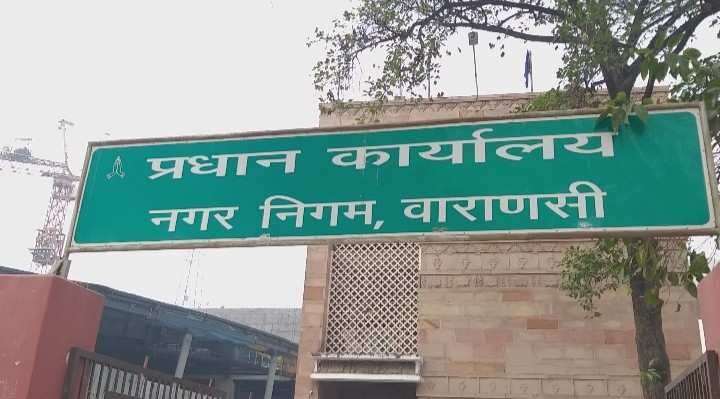 प्रधान कार्यालय
नगर निगम, वाराणसी